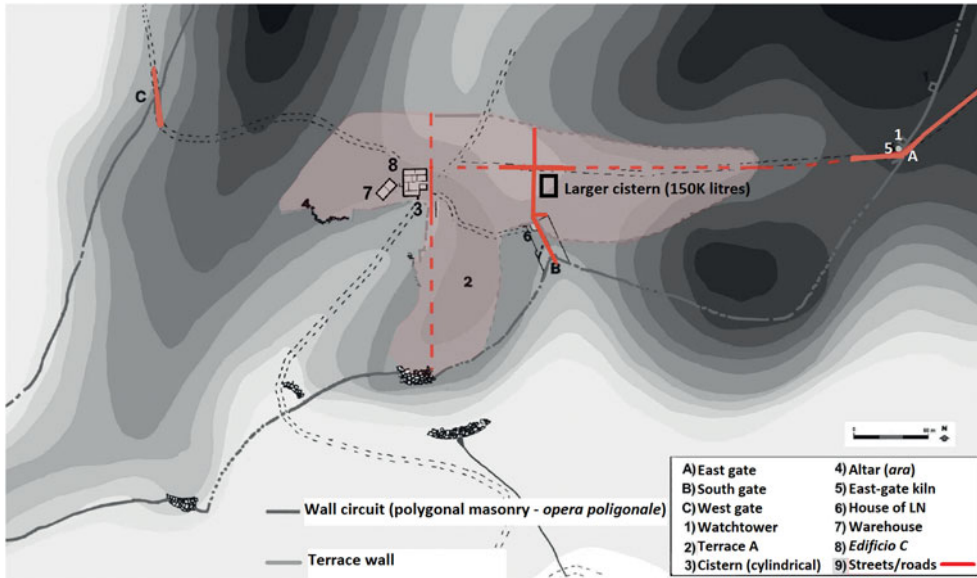 C
1
5
A
8
7
3
4
Larger cistern (150K litres)
6
B
2
N
Wall circuit (polygonal masonry - opera poligonale)
Terrace wall
A) East gate
B) South gate
C) West gate
1) Watchtower
2) Terrace A
3) Cistern (cylindrical)
4) Altar (ara)
5) East-gate kiln
6) House of LN
7) Warehouse
8) Edificio C
9) Streets/roads